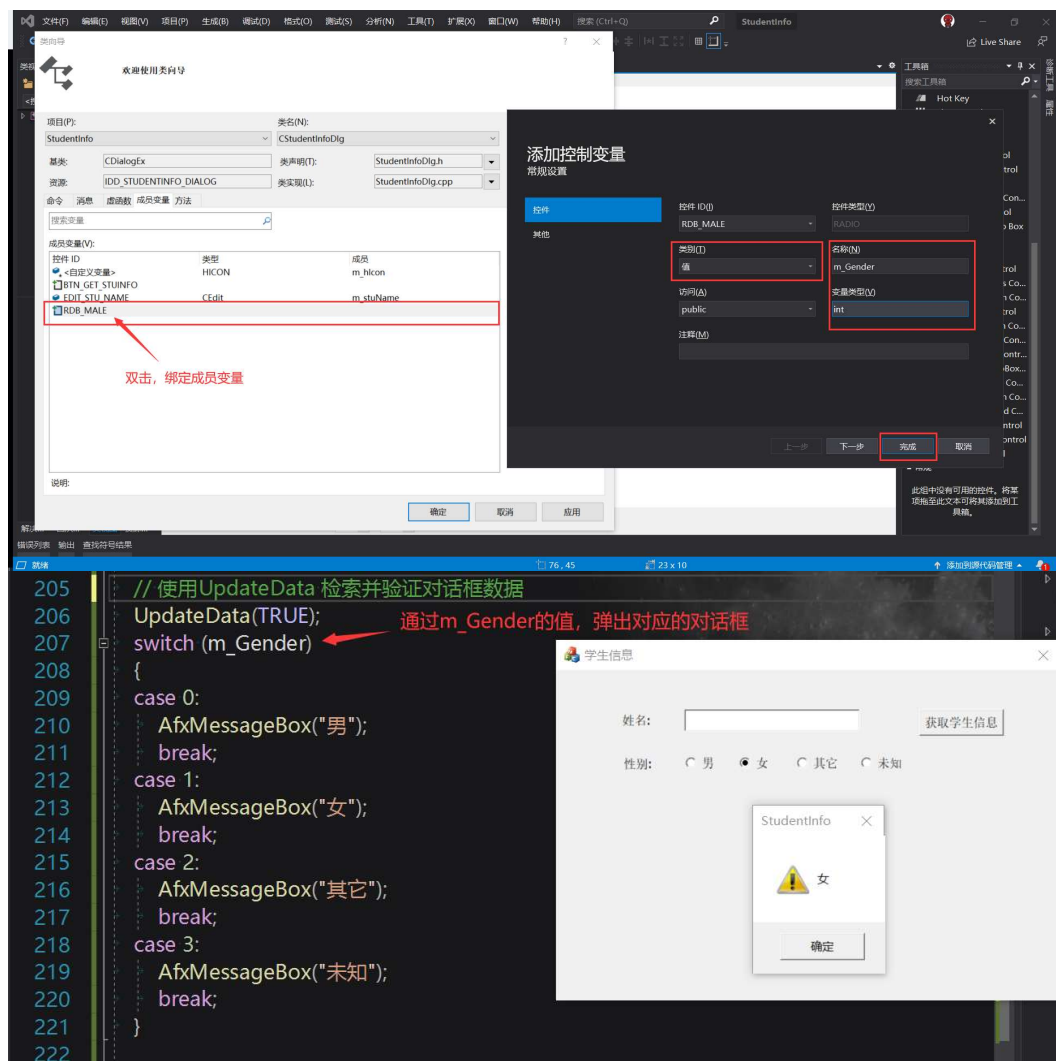 文件(F) 编辑(E) 视图(V) 项目(P) 生成(B) 调试(D) 格式(O) 测试(S) 分析(N) 工具(T) 扩展(X) 窗口(W) 帮助(H) 搜索 (Ctrl+Q) StudentInfo
类向导 ? ×
Live Share
欢迎使用类向导
工具箱
搜索工具箱
诊断工具
属性
Hot Key
项目(P): 类名(N):
StudentInfo CStudentInfoDlg
基类: CDialogEx 类声明(T): StudentInfoDlg.h
资源: IDD_STUDENTINFO_DIALOG 类实现(L): StudentInfoDlg.cpp
命令 消息 虚函数 成员变量 方法
搜索变量
成员变量(V):
控件 ID 类型 成员
<自定义变量> HICON m_hIcon
BTN_GET_STUINFO
EDIT_STU_NAME CEdit m_stuName
RDB_MALE
双击，绑定成员变量
说明:
确定 取消 应用
添加控制变量
常规设置
控件
其他
控件 ID(I) 控件类型(Y)
RDB_MALE RADIO
类别(T) 名称(N)
值 m_Gender
访问(A) 变量类型(V)
public int
注释(M)
上一步 下一步 完成 取消
此组中没有可用的控件。将某
项拖至此文本可将其添加到工
具箱。
错误列表 输出 查找符号结果
就绪 76 , 45 23 x 10 添加到源代码管理 1
205 // 使用UpdateData 检索并验证对话框数据
206 UpdateData(TRUE);
通过m_Gender的值，弹出对应的对话框
207 switch (m_Gender)
208 {
209 case 0:
210 AfxMessageBox("男");
211 break;
212 case 1:
213 AfxMessageBox("女");
214 break;
215 case 2:
216 AfxMessageBox("其它");
217 break;
218 case 3:
219 AfxMessageBox("未知");
220 break;
221 }
222
学生信息
姓名: 获取学生信息
性别: 男 女 其它 未知
StudentInfo
女
确定